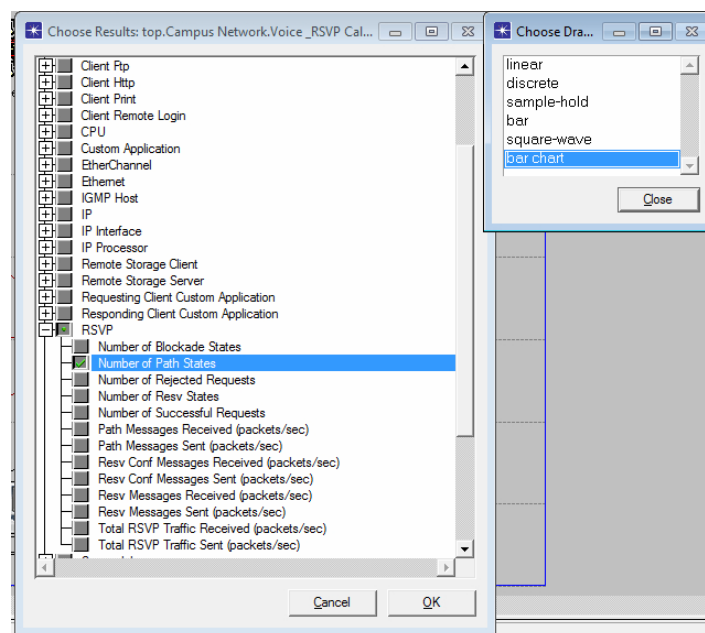 Choose Results: top.Campus Network.Voice _RSVP Cal...
Client Ftp
Client Http
Client Print
Client Remote Login
CPU
Custom Application
EtherChannel
Ethernet
IGMP Host
IP
IP Interface
IP Processor
Remote Storage Client
Remote Storage Server
Requesting Client Custom Application
Responding Client Custom Application
RSVP
Number of Blockade States
Number of Path States
Number of Rejected Requests
Number of Resv States
Number of Successful Requests
Path Messages Received (packets/sec)
Path Messages Sent (packets/sec)
Resv Conf Messages Received (packets/sec)
Resv Conf Messages Sent (packets/sec)
Resv Messages Received (packets/sec)
Resv Messages Sent (packets/sec)
Total RSVP Traffic Received (packets/sec)
Total RSVP Traffic Sent (packets/sec)
Cancel
OK
Choose Dra...
linear
discrete
sample-hold
bar
square-wave
bar chart
Close